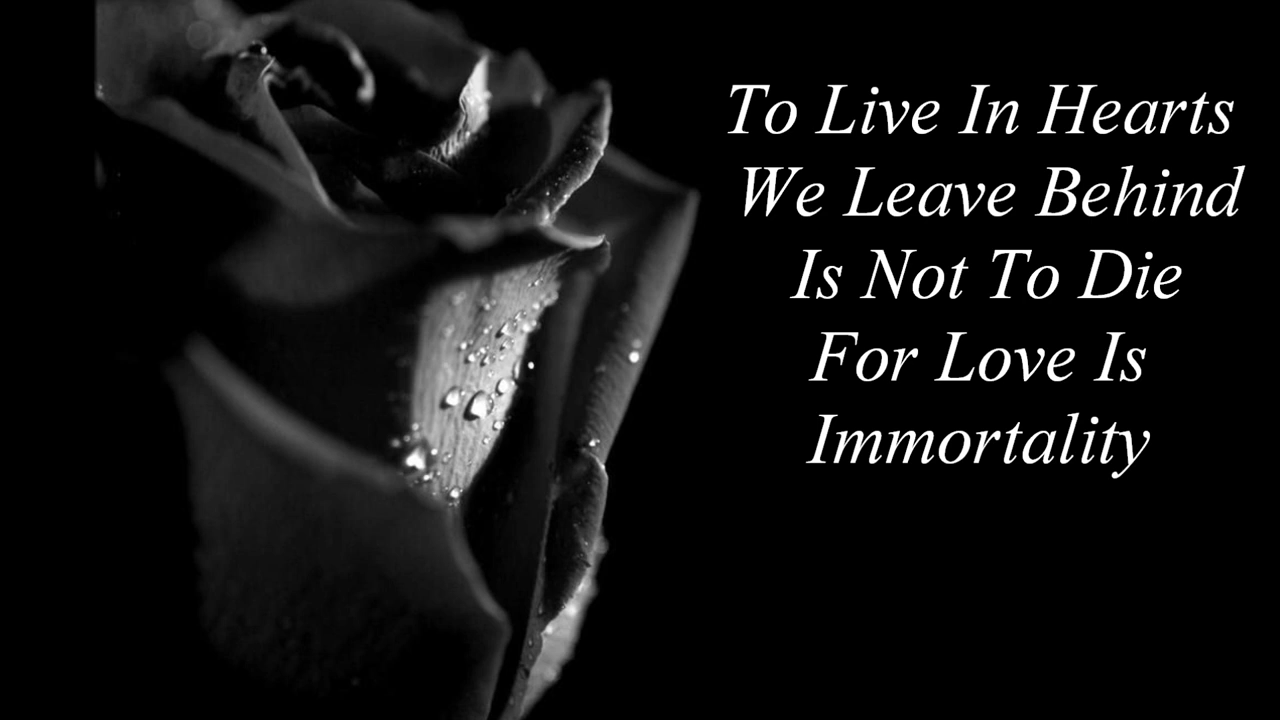 To Live In Hearts
We Leave Behind
Is Not To Die
For Love Is
Immortality